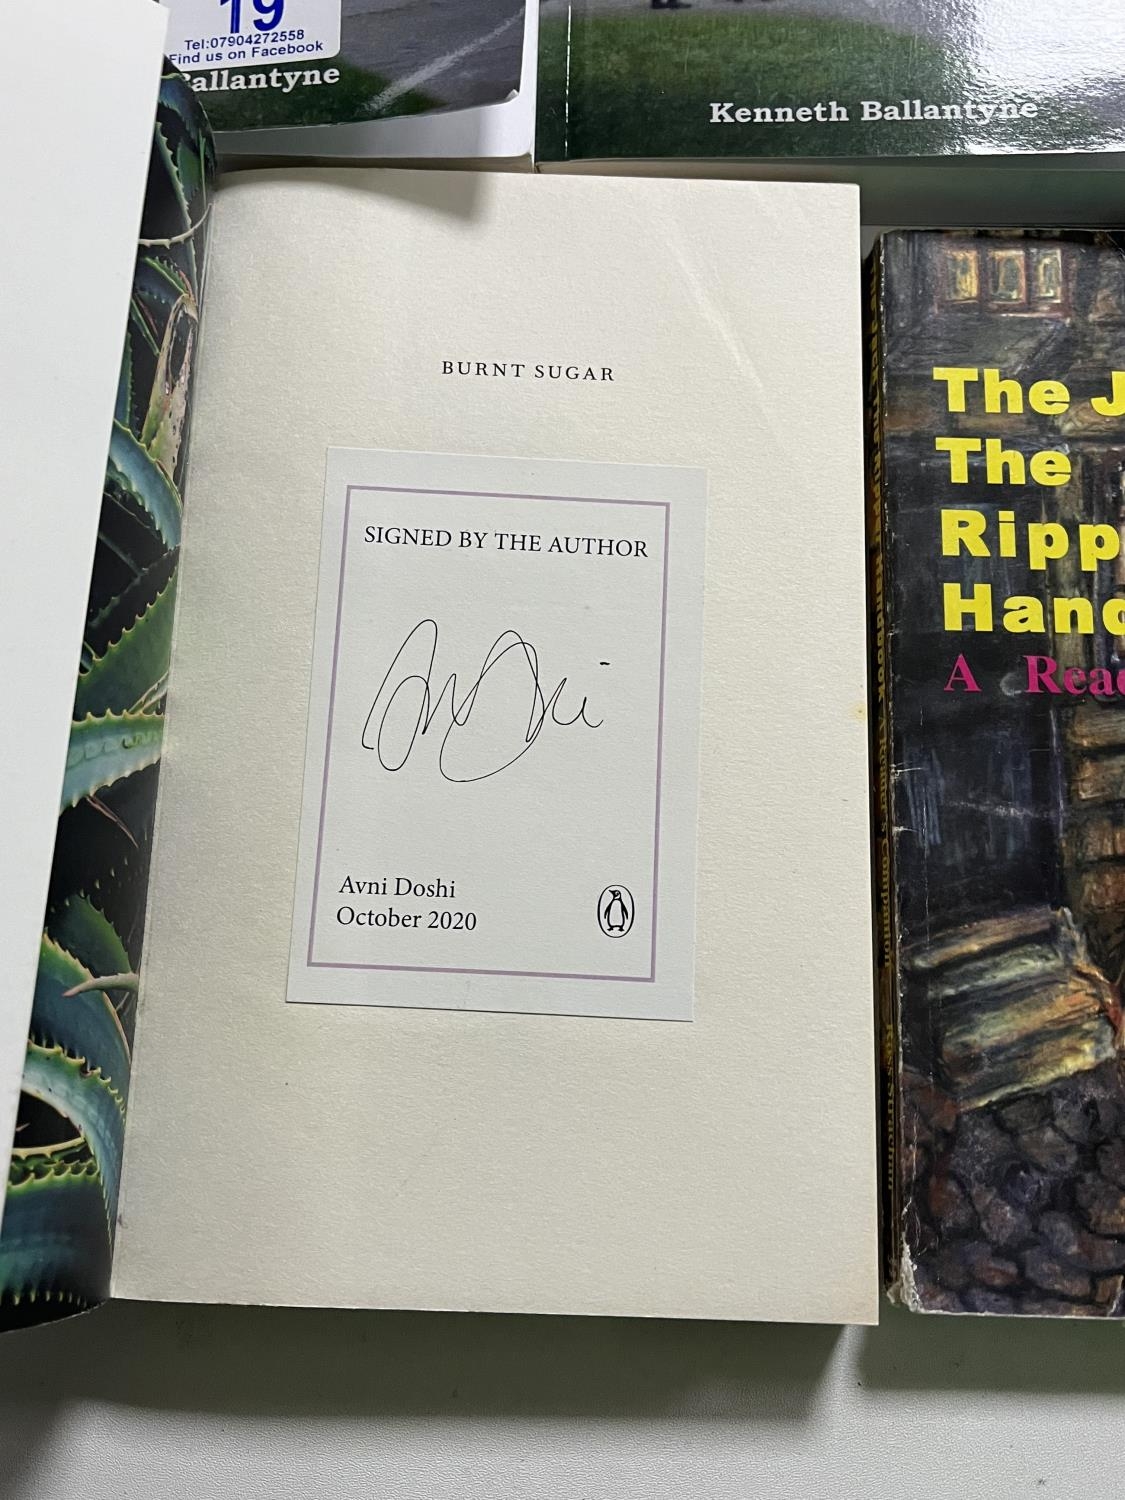 19
Tel:07904272558
Find us on Facebook
Ballantyne
Kenneth Ballantyne
BURNT SUGAR
SIGNED BY THE AUTHOR
Avni Doshi
October 2020
The J
The
Ripp
Hand
A Read